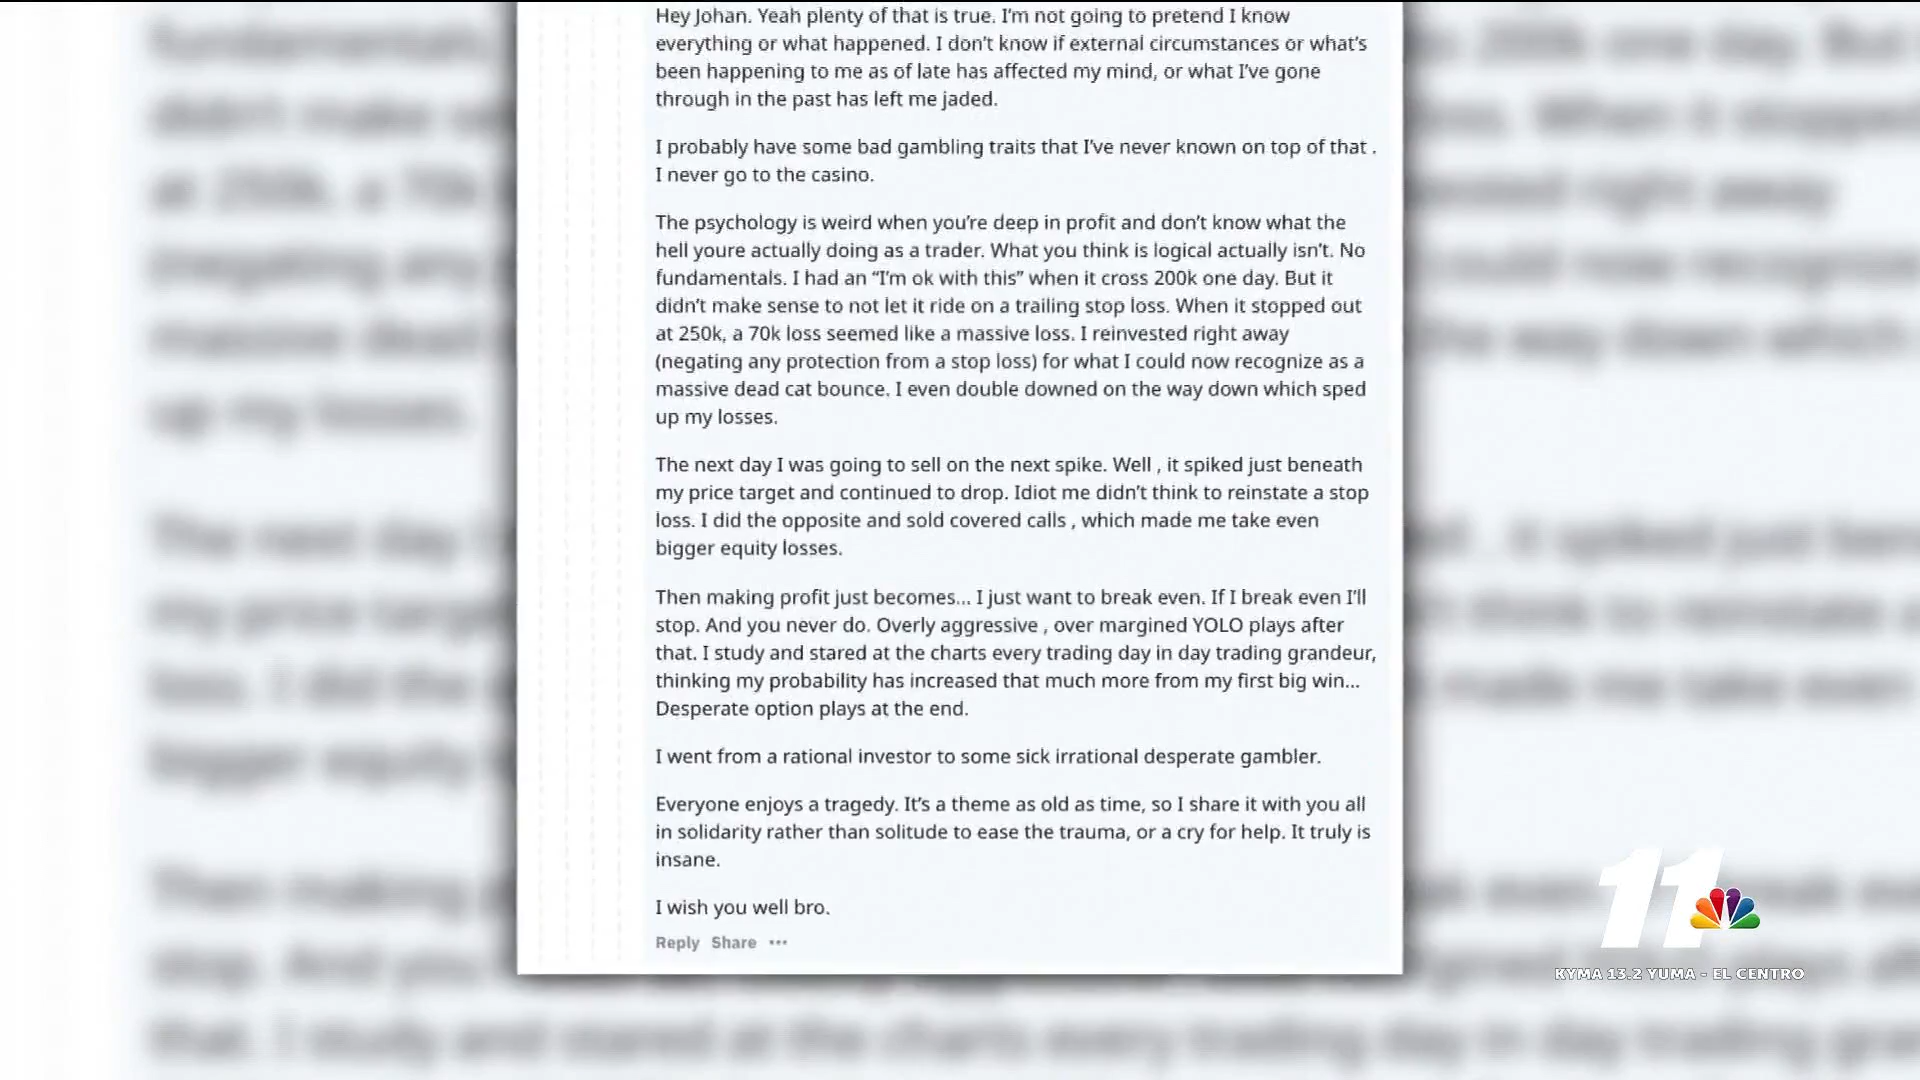 Hey Johan. Yeah plenty of that is true. I'm not going to pretend I know
everything or what happened. I don't know if external circumstances or what's
been happening to me as of late has affected my mind, or what I've gone
through in the past has left me jaded.
I probably have some bad gambling traits that I've never known on top of that .
I never go to the casino.
The psychology is weird when you're deep in profit and don't know what the
hell youre actually doing as a trader. What you think is logical actually isn't. No
fundamentals. I had an “I'm ok with this” when it cross 200k one day. But it
didn't make sense to not let it ride on a trailing stop loss. When it stopped out
at 250k, a 70k loss seemed like a massive loss. I reinvested right away
(negating any protection from a stop loss) for what I could now recognize as a
massive dead cat bounce. I even double downed on the way down which sped
up my losses.
The next day I was going to sell on the next spike. Well , it spiked just beneath
my price target and continued to drop. Idiot me didn't think to reinstate a stop
loss. I did the opposite and sold covered calls , which made me take even
bigger equity losses.
Then making profit just becomes... I just want to break even. If I break even I'll
stop. And you never do. Overly aggressive , over margined YOLO plays after
that. I study and stared at the charts every trading day in day trading grandeur,
thinking my probability has increased that much more from my first big win...
Desperate option plays at the end.
I went from a rational investor to some sick irrational desperate gambler.
Everyone enjoys a tragedy. It's a theme as old as time, so I share it with you all
in solidarity rather than solitude to ease the trauma, or a cry for help. It truly is
insane.
I wish you well bro.
Reply Share ···
11
KYMA 13.2 YUMA - EL CENTRO